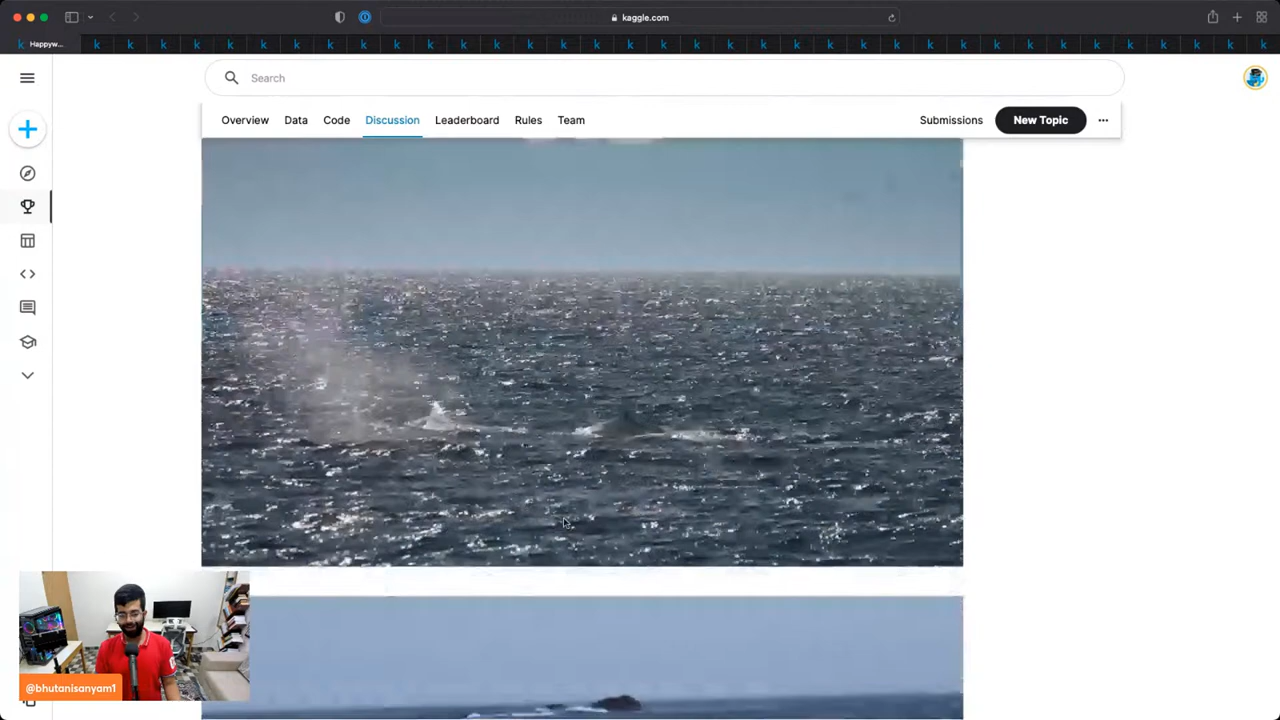 kaggle.com
Happyw...
Search
Overview Data Code Discussion Leaderboard Rules Team Submissions New Topic
@bhutanisanyam1